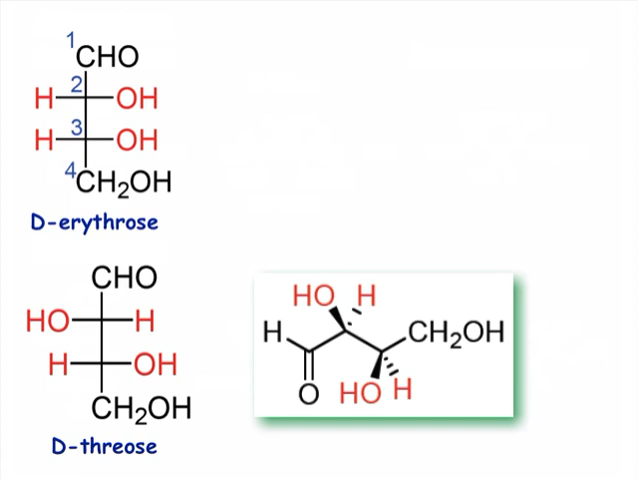 1
CHO
2
H OH
3
H OH
4
CH2OH
D-erythrose
CHO
HO H
H OH
CH2OH
D-threose
HO H
H CH2OH
O HO H